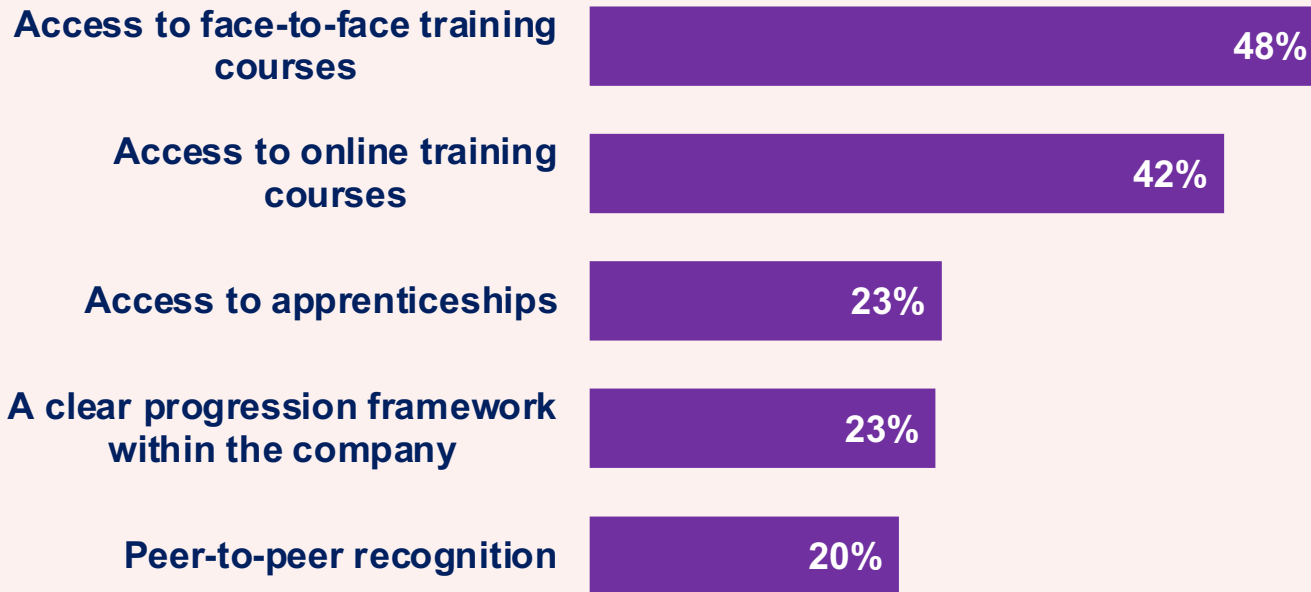 Access to face-to-face training
courses
48%
Access to online training
courses
42%
Access to apprenticeships
23%
A clear progression framework
within the company
23%
Peer-to-peer recognition
20%